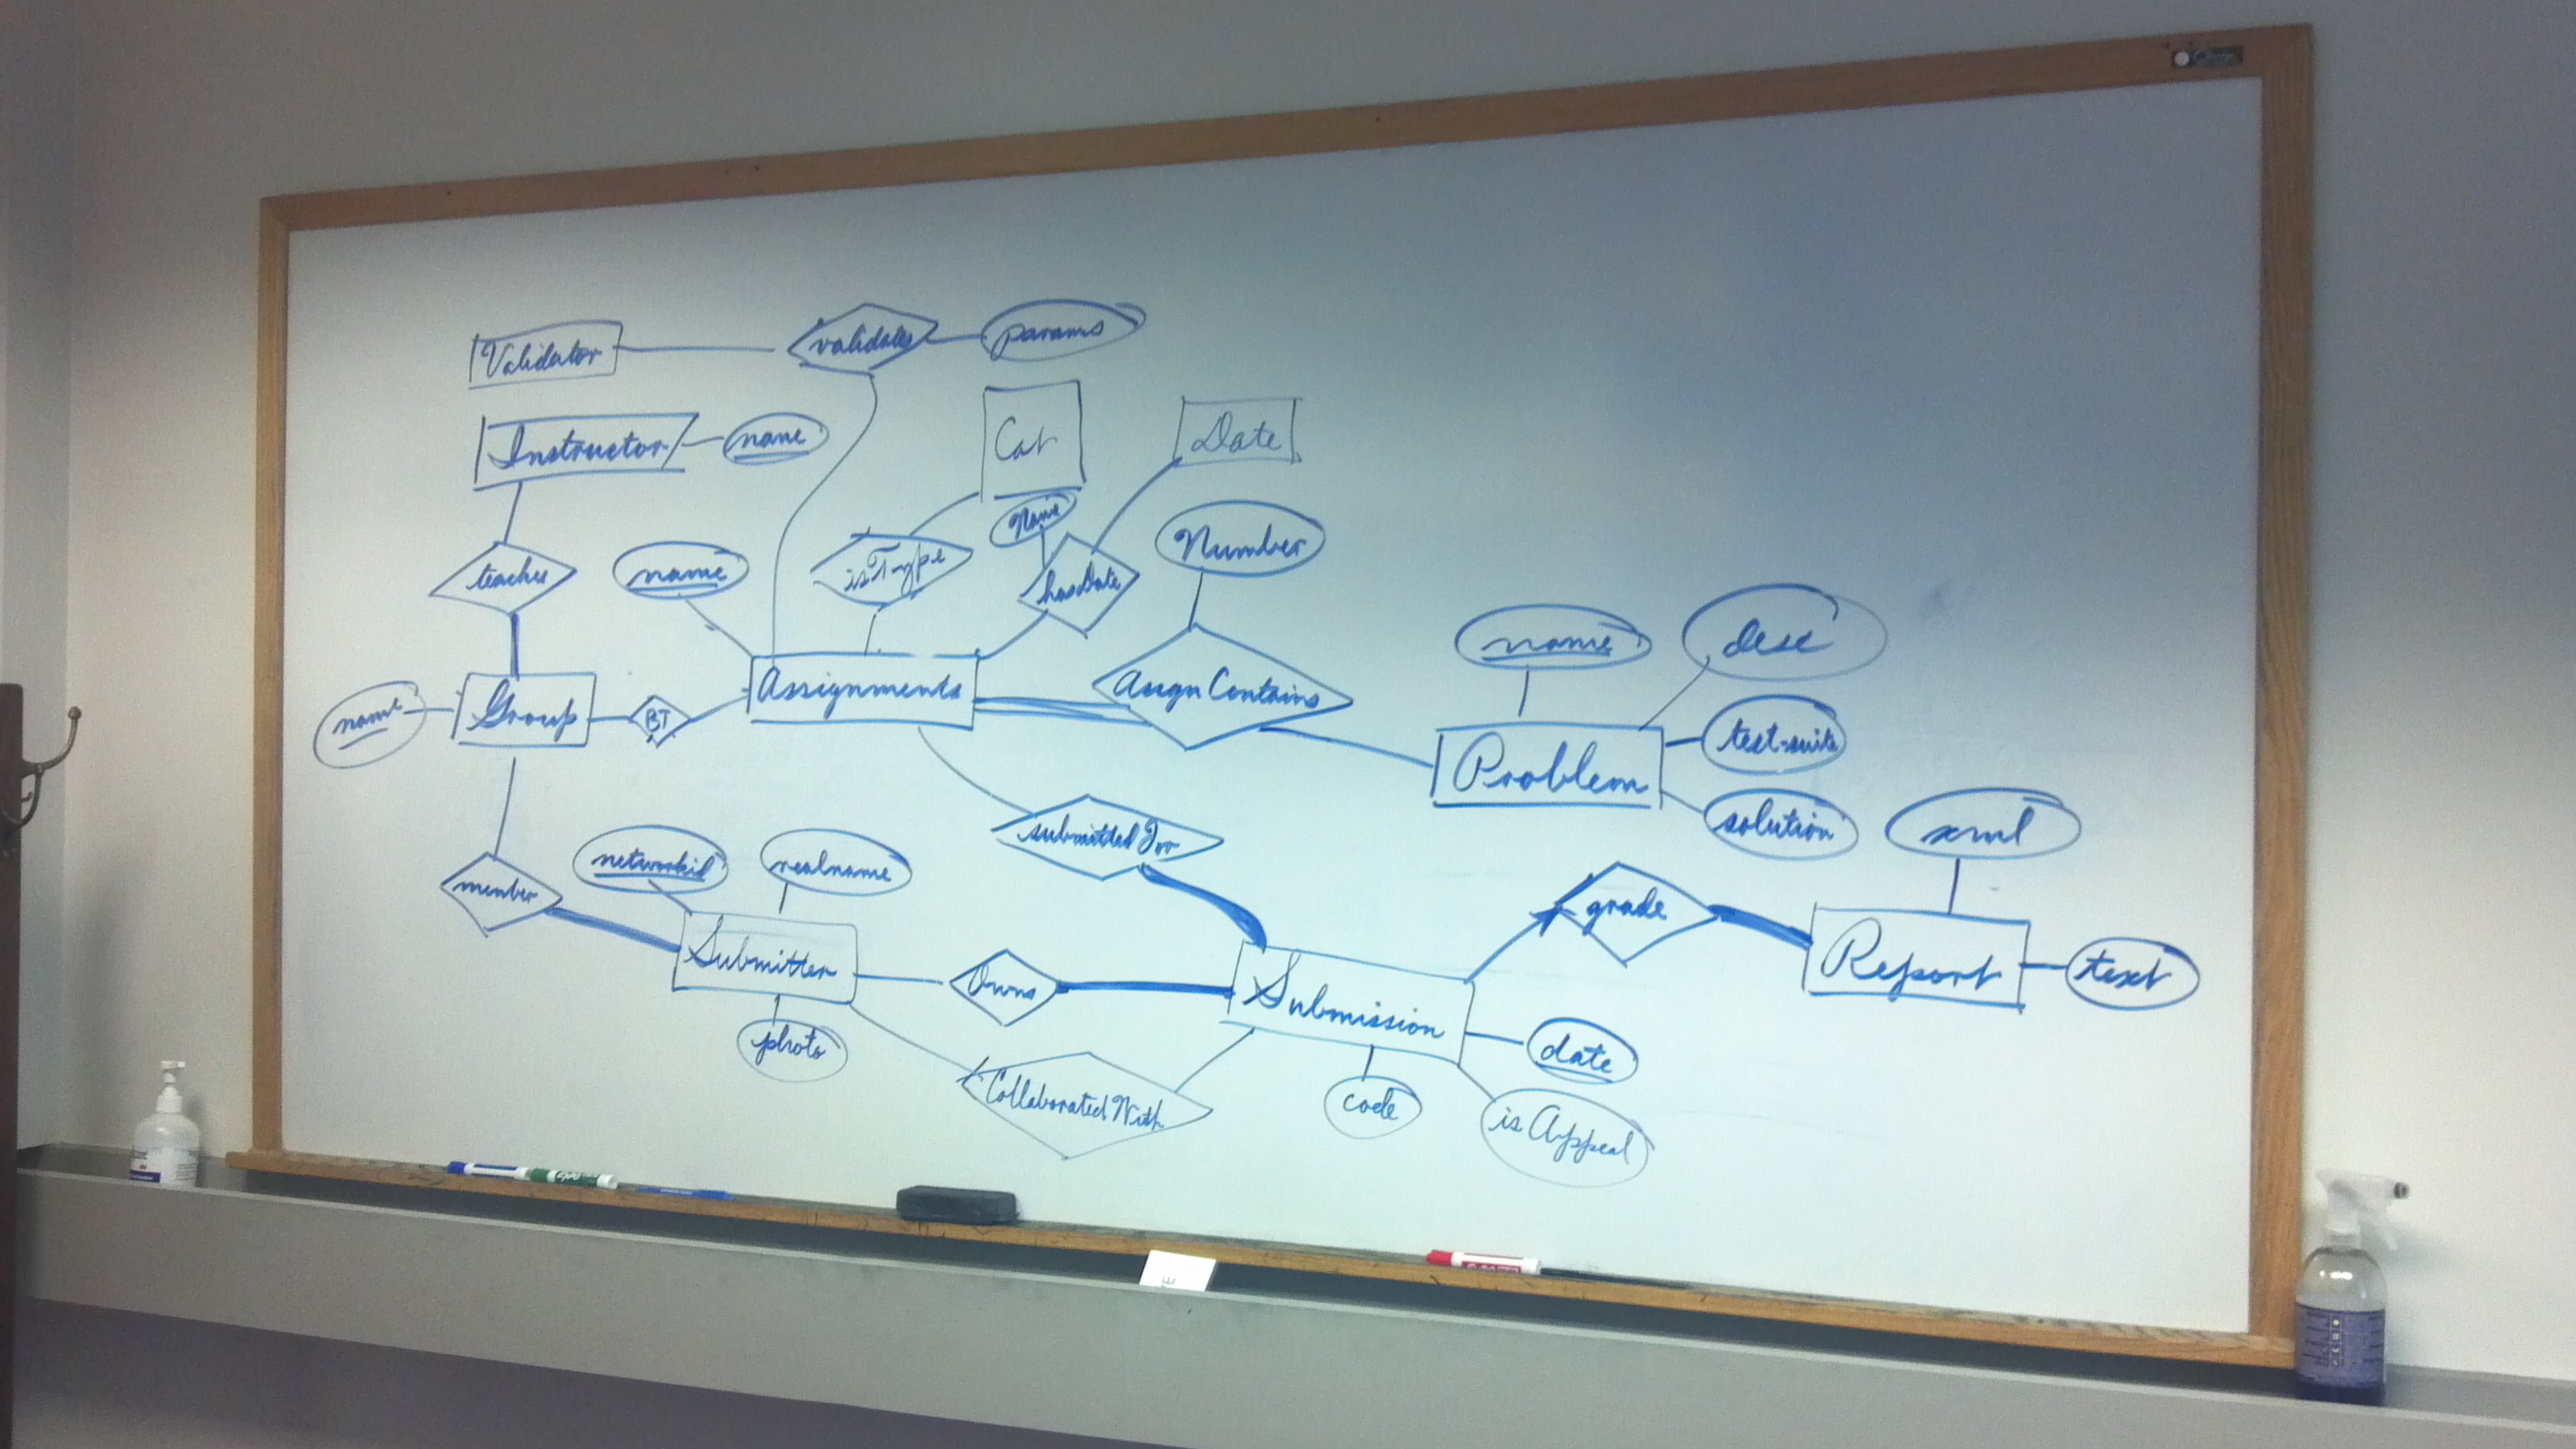 Validator
validates
params
Instructor
name
Cat
Date
Name
Number
teaches
name
isType
hasDate
name
desc
name
Group
BT
Assignments
Assign Contains
test-suite
Problem
solution
xml
submitted For
member
networkid
realname
grade
Submitter
Owns
Submission
Report
text
photo
date
Collaborated With
code
is Appeal